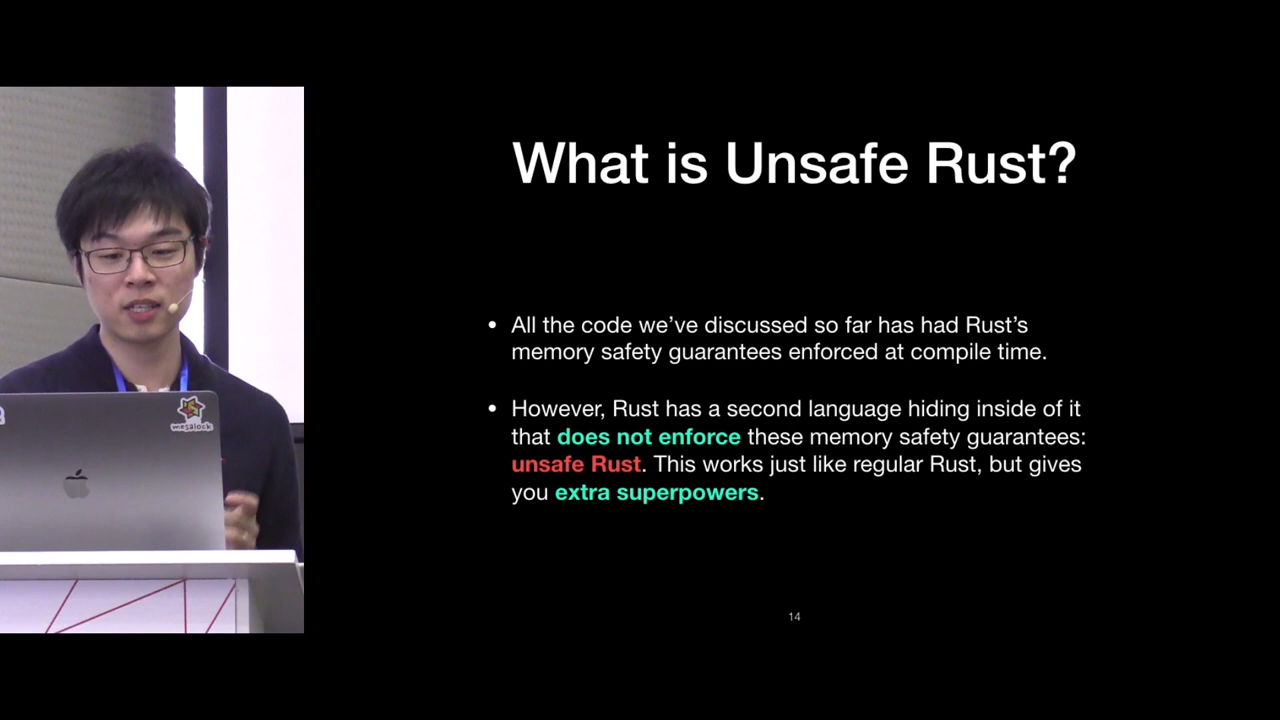 What is Unsafe Rust?
• All the code we’ve discussed so far has had Rust’s
memory safety guarantees enforced at compile time.
• However, Rust has a second language hiding inside of it
that does not enforce these memory safety guarantees:
unsafe Rust. This works just like regular Rust, but gives
you extra superpowers.
14
mesalock